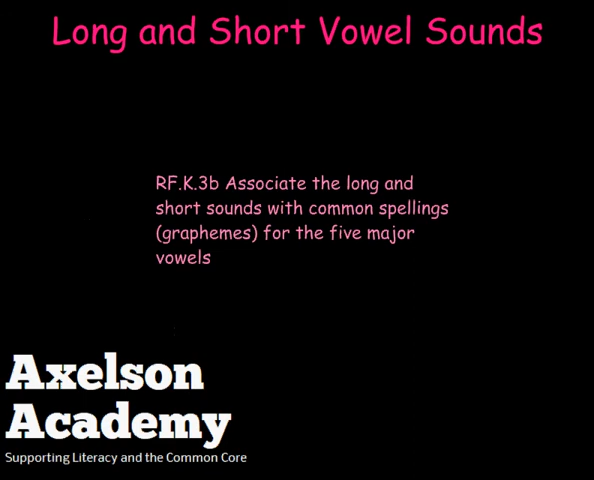 Long and Short Vowel Sounds
RF.K.3b Associate the long and
short sounds with common spellings
(graphemes) for the five major
vowels
Axelson
Academy
Supporting Literacy and the Common Core